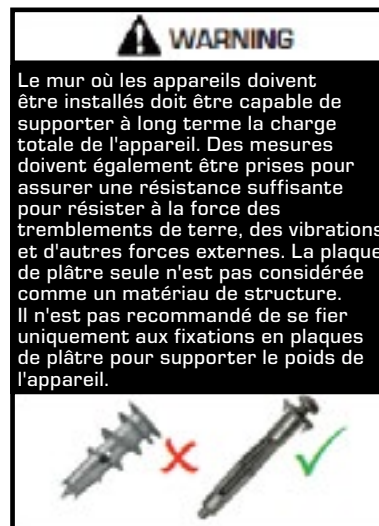 WARNING
Le mur où les appareils doivent
être installés doit être capable de
supporter à long terme la charge
totale de l'appareil. Des mesures
doivent également être prises pour
assurer une résistance suffisante
pour résister à la force des
tremblements de terre, des vibrations
et d'autres forces externes. La plaque
de plâtre seule n'est pas considérée
comme un matériau de structure.
Il n'est pas recommandé de se fier
uniquement aux fixations en plaques
de plâtre pour supporter le poids de
l'appareil.